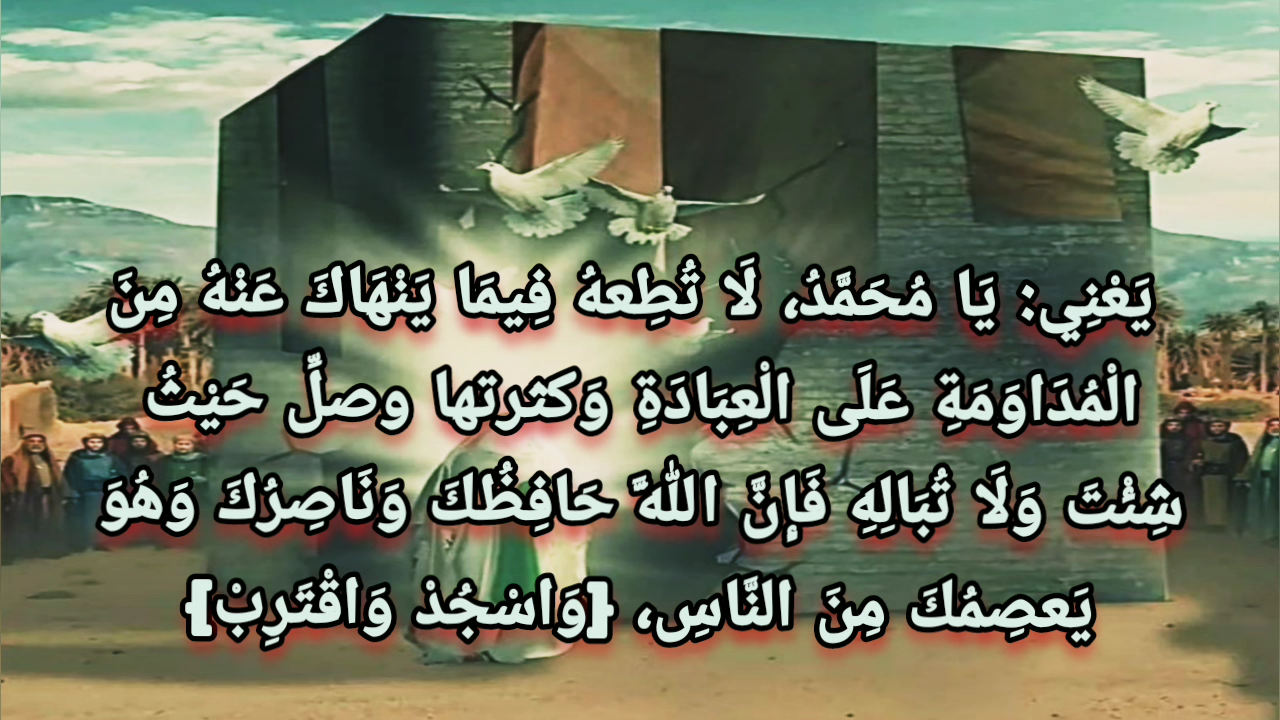 يَعْنِي: يَا مُحَمَّدُ، لَا تُطِعهُ فِيمَا يَنْهَاكَ عَنْهُ مِنَ
الْمُدَاوَمَةِ عَلَى الْعِبَادَةِ وَكثرتها وصلِّ حَيْثُ
شِئْتَ وَلَا تُبَالِهِ فَإِنَّ اللَّهَ حَافِظُكَ وَنَاصِرُكَ وَهُوَ
يَعصِمُكَ مِنَ النَّاسِ، {وَاسْجُدْ وَاقْتَرِبْ}